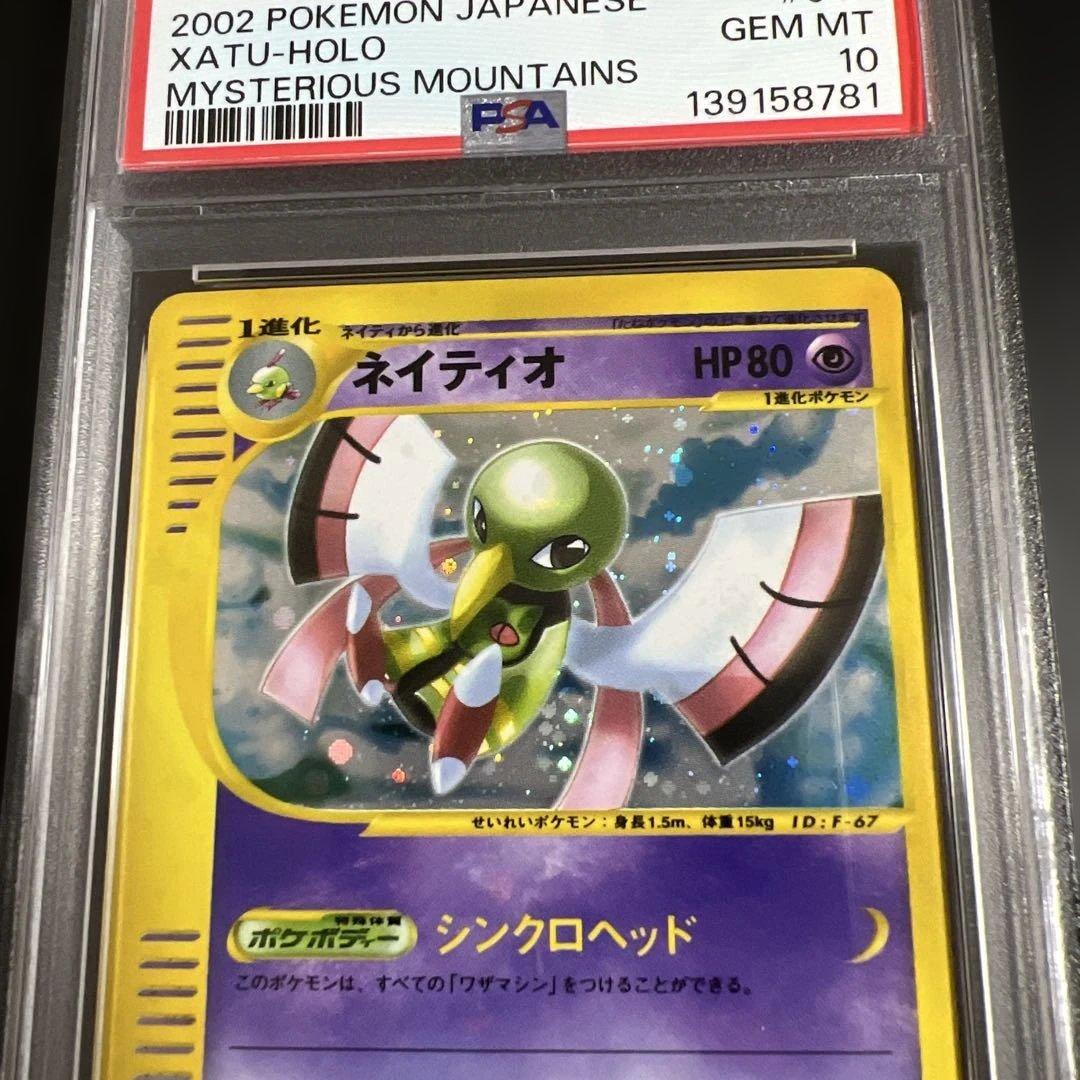 2002 POKEMON JAPANESE
XATU-HOLO
GEM MT
MYSTERIOUS MOUNTAINS
10
139158781
PSA
1進化
ネイティから進化
ネイティオ
HP80
1進化ポケモン
せいれいポケモン：身長1.5m、体重15kg ID：F-67
特殊体質
ポケボディー
シンクロヘッド
このポケモンは、すべての「ワザマシン」をつけることができる。